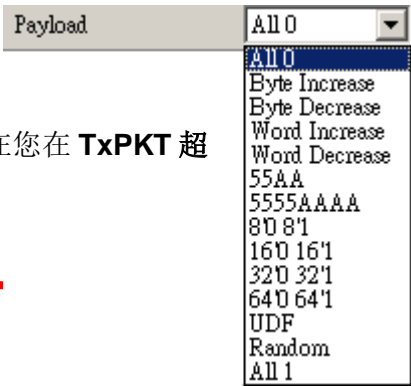 Payload All 0
All 0
Byte Increase
Byte Decrease
Word Increase
Word Decrease
在您在 TxPKT 超
55AA
5555AAAA
8'0 8'1
16'0 16'1
32'0 32'1
64'0 64'1
UDF
Random
All 1